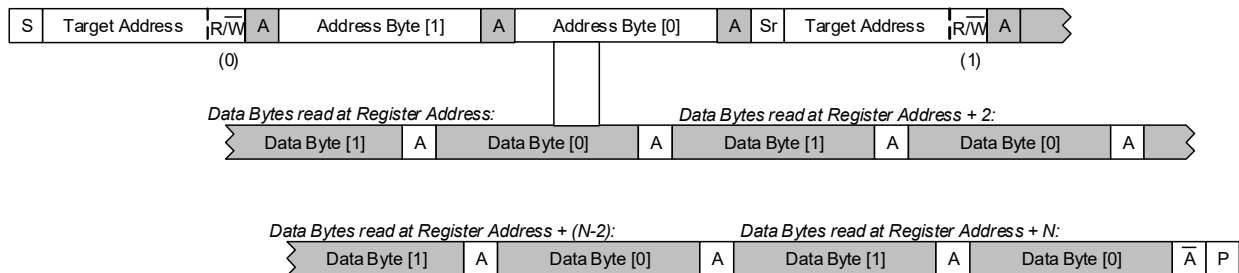 S Target Address R/W̅ A Address Byte [1] A Address Byte [0] A Sr Target Address R/W̅ A
(0) (1)
Data Bytes read at Register Address: Data Bytes read at Register Address + 2:
Data Byte [1] A Data Byte [0] A Data Byte [1] A Data Byte [0] A
Data Bytes read at Register Address + (N-2): Data Bytes read at Register Address + N:
Data Byte [1] A Data Byte [0] A Data Byte [1] A Data Byte [0] A̅ P